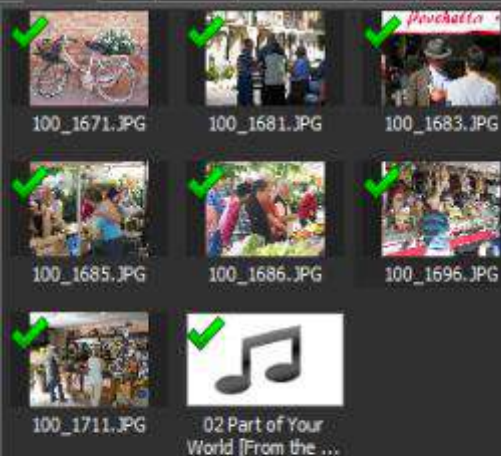 Porchetta
100_1671.JPG
100_1681.JPG
100_1683.JPG
100_1685.JPG
100_1686.JPG
100_1696.JPG
100_1711.JPG
02 Part of Your
World [From the ...